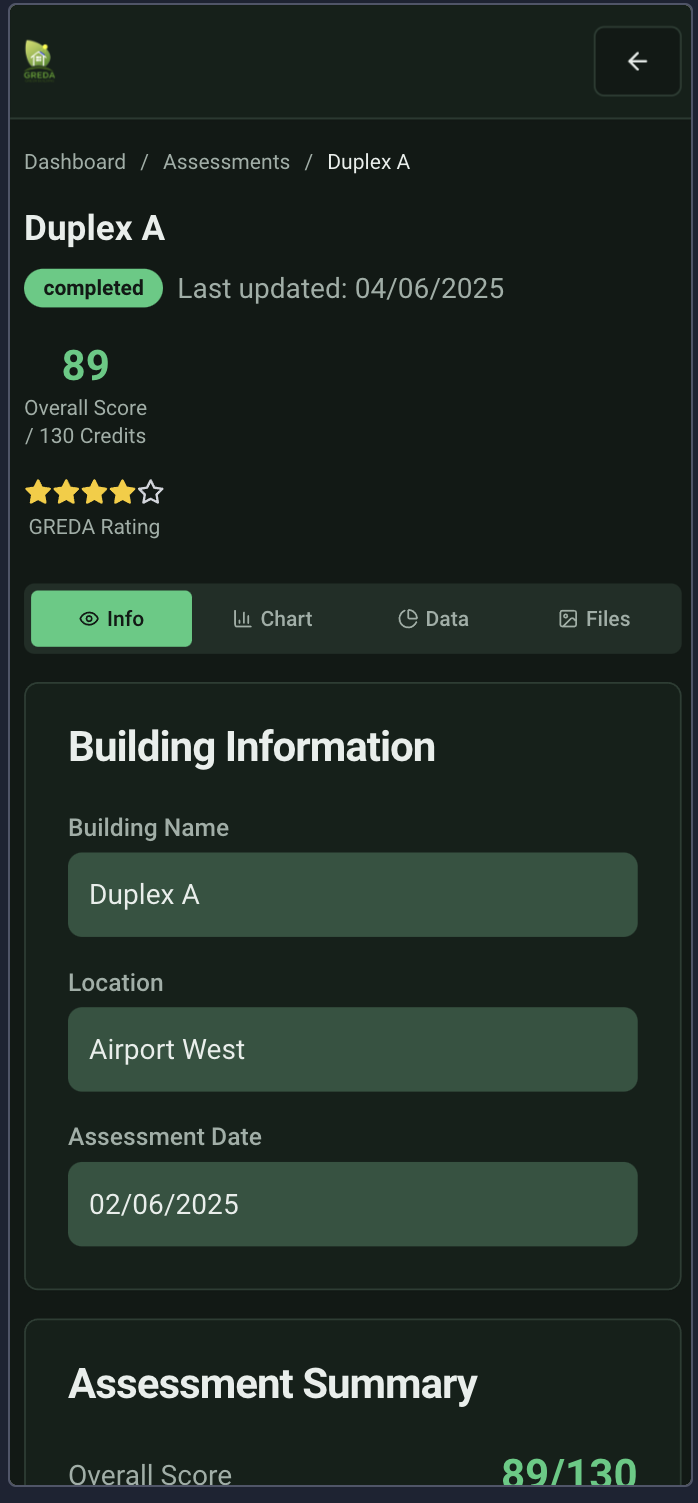 GREDA
Dashboard / Assessments / Duplex A
Duplex A
completed Last updated: 04/06/2025
89
Overall Score
/ 130 Credits
GREDA Rating
Info Chart Data Files
Building Information
Building Name
Duplex A
Location
Airport West
Assessment Date
02/06/2025
Assessment Summary
Overall Score 89/130